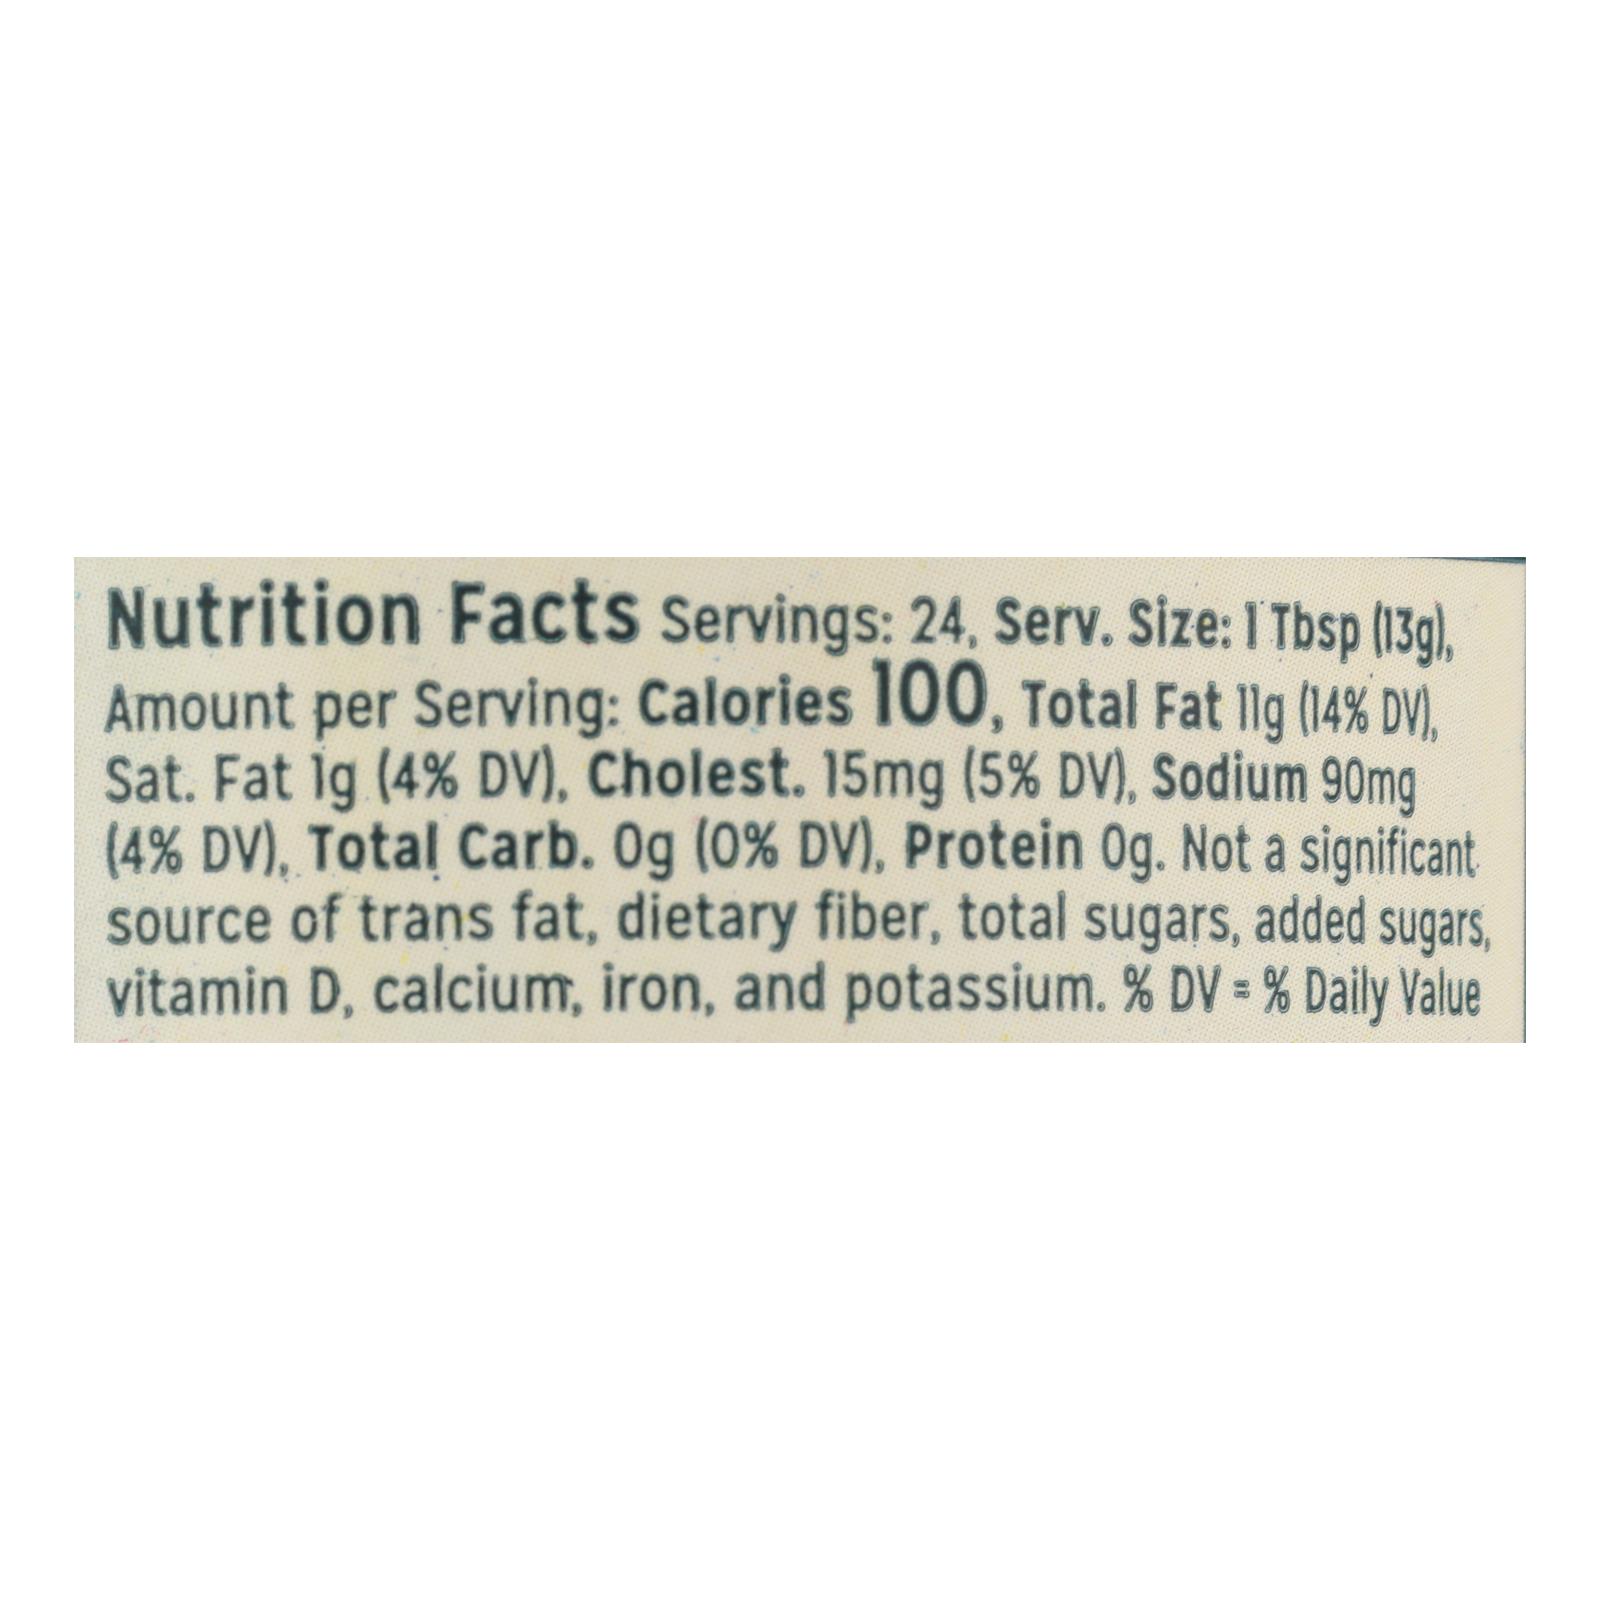 Nutrition Facts Servings: 24, Serv. Size: 1 Tbsp (13g),
Amount per Serving: Calories 100, Total Fat 11g (14% DV),
Sat. Fat 1g (4% DV), Cholest. 15mg (5% DV), Sodium 90mg
(4% DV), Total Carb. 0g (0% DV), Protein 0g. Not a significant
source of trans fat, dietary fiber, total sugars, added sugars,
vitamin D, calcium, iron, and potassium. % DV = % Daily Value